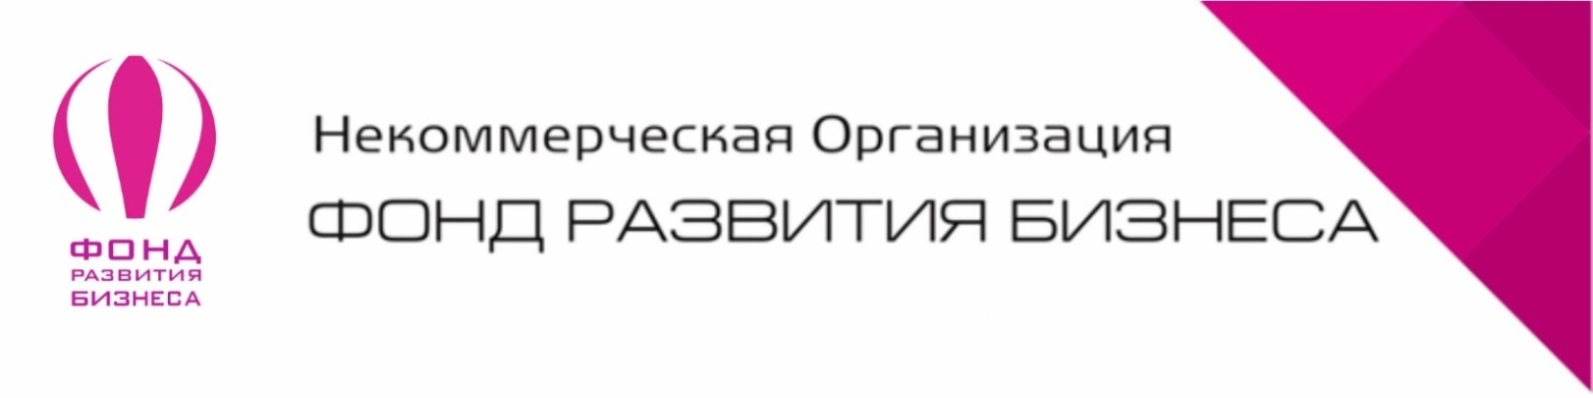 ФОНД
РАЗВИТИЯ
БИЗНЕСА
Некоммерческая Организация
ФОНД РАЗВИТИЯ БИЗНЕСА